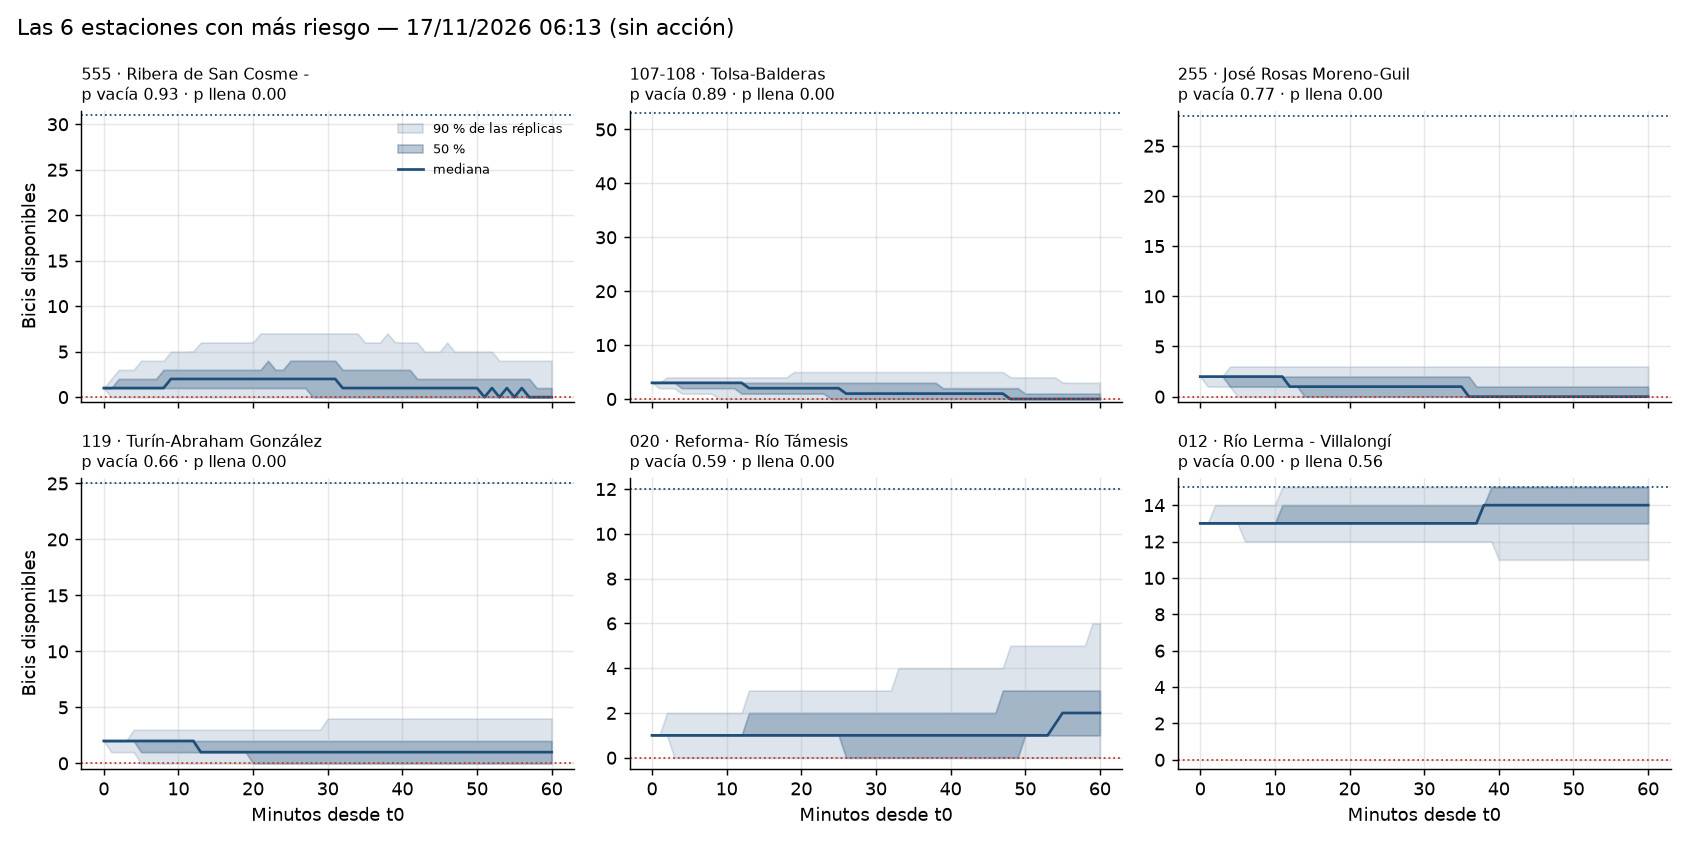 Las 6 estaciones con más riesgo — 17/11/2026 06:13 (sin acción)
555 · Ribera de San Cosme -
p vacía 0.93 · p llena 0.00
30
25
20
15
10
5
0
Bicis disponibles
90 % de las réplicas
50 %
mediana
107-108 · Tolsa-Balderas
p vacía 0.89 · p llena 0.00
50
40
30
20
10
0
255 · José Rosas Moreno-Guil
p vacía 0.77 · p llena 0.00
25
20
15
10
5
0
119 · Turín-Abraham González
p vacía 0.66 · p llena 0.00
25
20
15
10
5
0
Bicis disponibles
0 10 20 30 40 50 60
Minutos desde t0
020 · Reforma- Río Támesis
p vacía 0.59 · p llena 0.00
12
10
8
6
4
2
0
0 10 20 30 40 50 60
Minutos desde t0
012 · Río Lerma - Villalongí
p vacía 0.00 · p llena 0.56
14
12
10
8
6
4
2
0
0 10 20 30 40 50 60
Minutos desde t0